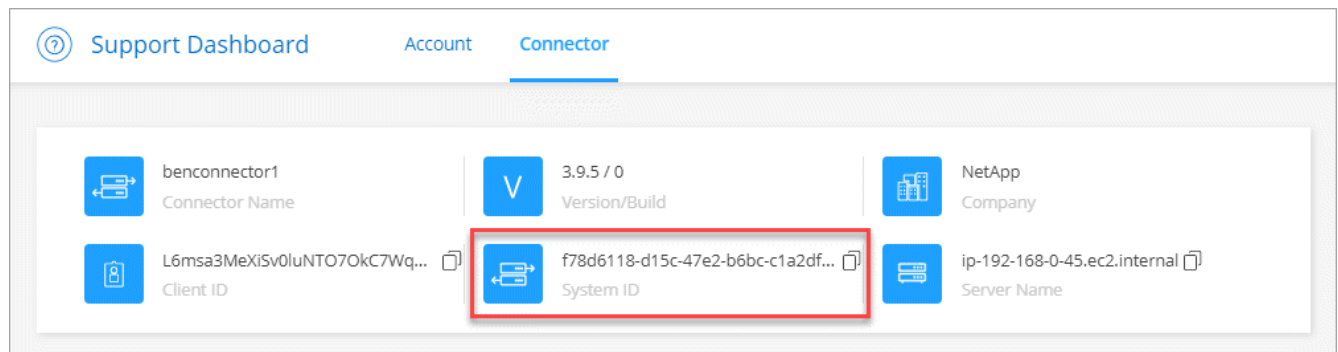 Support Dashboard Account Connector
benconnector1
Connector Name
V
3.9.5 / 0
Version/Build
NetApp
Company
L6msa3MeXiSv0luNTO7OkC7Wq...
Client ID
f78d6118-d15c-47e2-b6bc-c1a2df...
System ID
ip-192-168-0-45.ec2.internal
Server Name